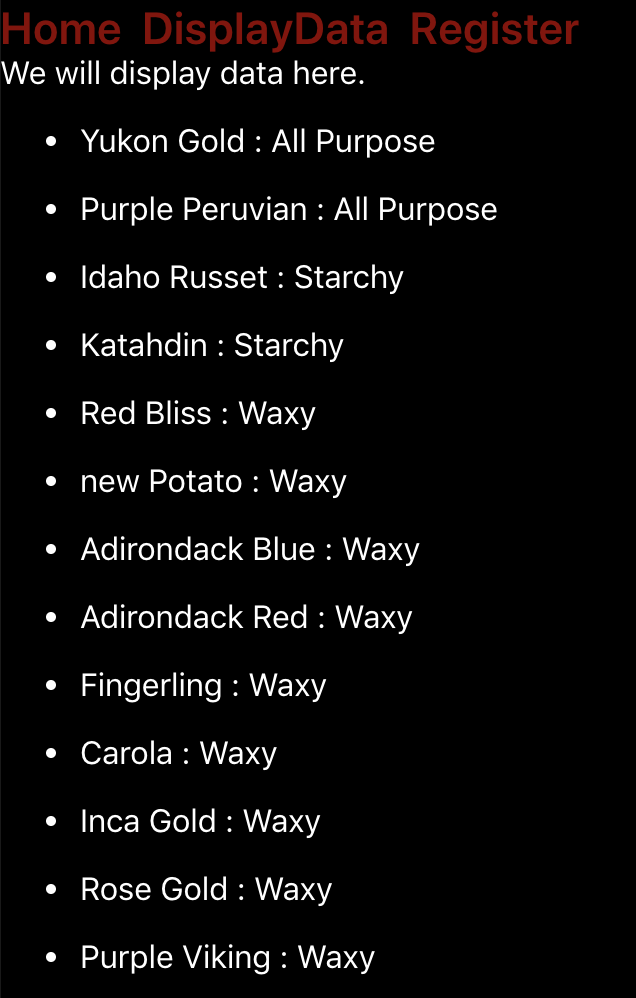 Home DisplayData Register
We will display data here.
• Yukon Gold : All Purpose
• Purple Peruvian : All Purpose
• Idaho Russet : Starchy
• Katahdin : Starchy
• Red Bliss : Waxy
• new Potato : Waxy
• Adirondack Blue : Waxy
• Adirondack Red : Waxy
• Fingerling : Waxy
• Carola : Waxy
• Inca Gold : Waxy
• Rose Gold : Waxy
• Purple Viking : Waxy